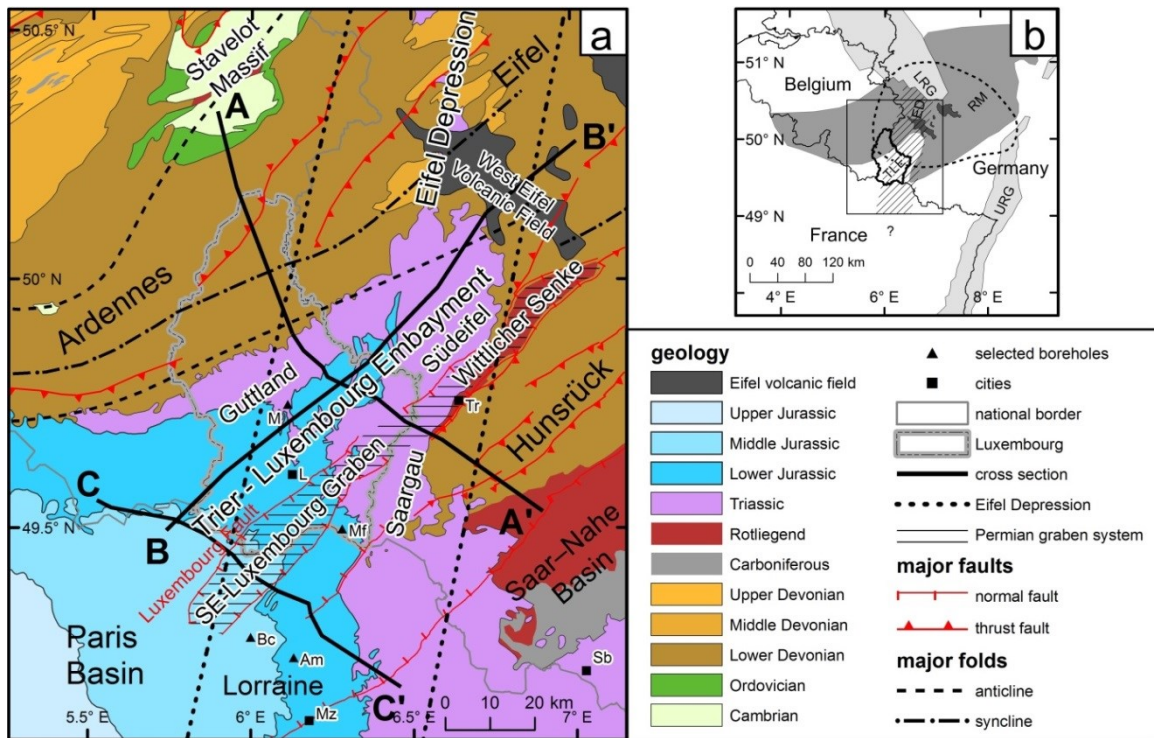 a
50.5° N
50° N
49.5° N
5.5° E
6° E
6.5° E
7° E
Stavelot
Massif
A
Eifel Depression
Eifel
B'
West Eifel
Volcanic Field
Ardennes
Trier - Luxembourg Embayment
Südeifel
Wittlicher Senke
Guttland
M
Tr
Hunsrück
L
C
B
Saargau
SE-Luxembourg Graben
Luxembourg fault
Mf
A'
Saar–Nahe
Basin
Paris
Basin
Bc
Am
Sb
Lorraine
Mz
C'
0 10 20 km
b
51° N
50° N
49° N
4° E
6° E
8° E
Belgium
LRG
ED
RM
TLE
Germany
URG
France
?
0 40 80 120 km
geology
Eifel volcanic field
Upper Jurassic
Middle Jurassic
Lower Jurassic
Triassic
Rotliegend
Carboniferous
Upper Devonian
Middle Devonian
Lower Devonian
Ordovician
Cambrian
selected boreholes
cities
national border
Luxembourg
cross section
Eifel Depression
Permian graben system
major faults
normal fault
thrust fault
major folds
anticline
syncline